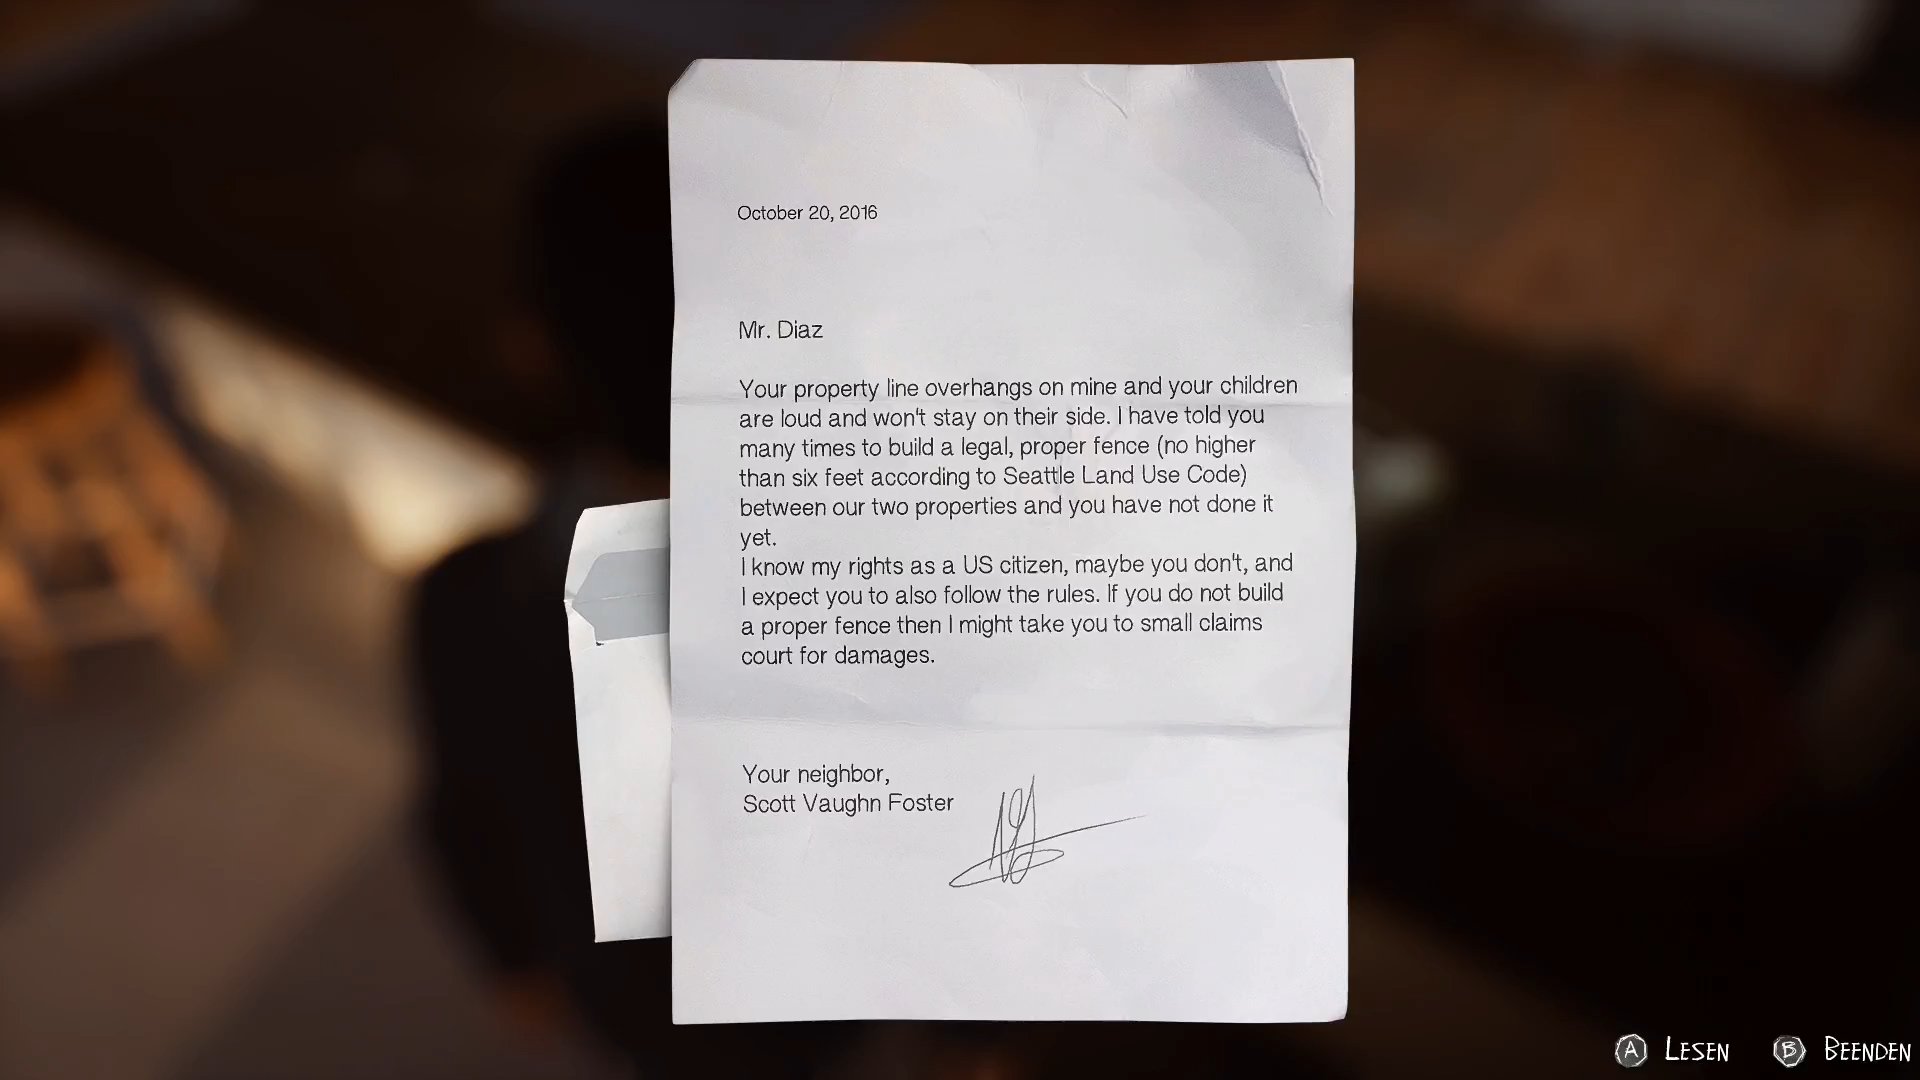 October 20, 2016
Mr. Diaz
Your property line overhangs on mine and your children
are loud and won't stay on their side. I have told you
many times to build a legal, proper fence (no higher
than six feet according to Seattle Land Use Code)
between our two properties and you have not done it
yet.
I know my rights as a US citizen, maybe you don't, and
I expect you to also follow the rules. If you do not build
a proper fence then I might take you to small claims
court for damages.
Your neighbor,
Scott Vaughn Foster
A LESEN B BEENDEN